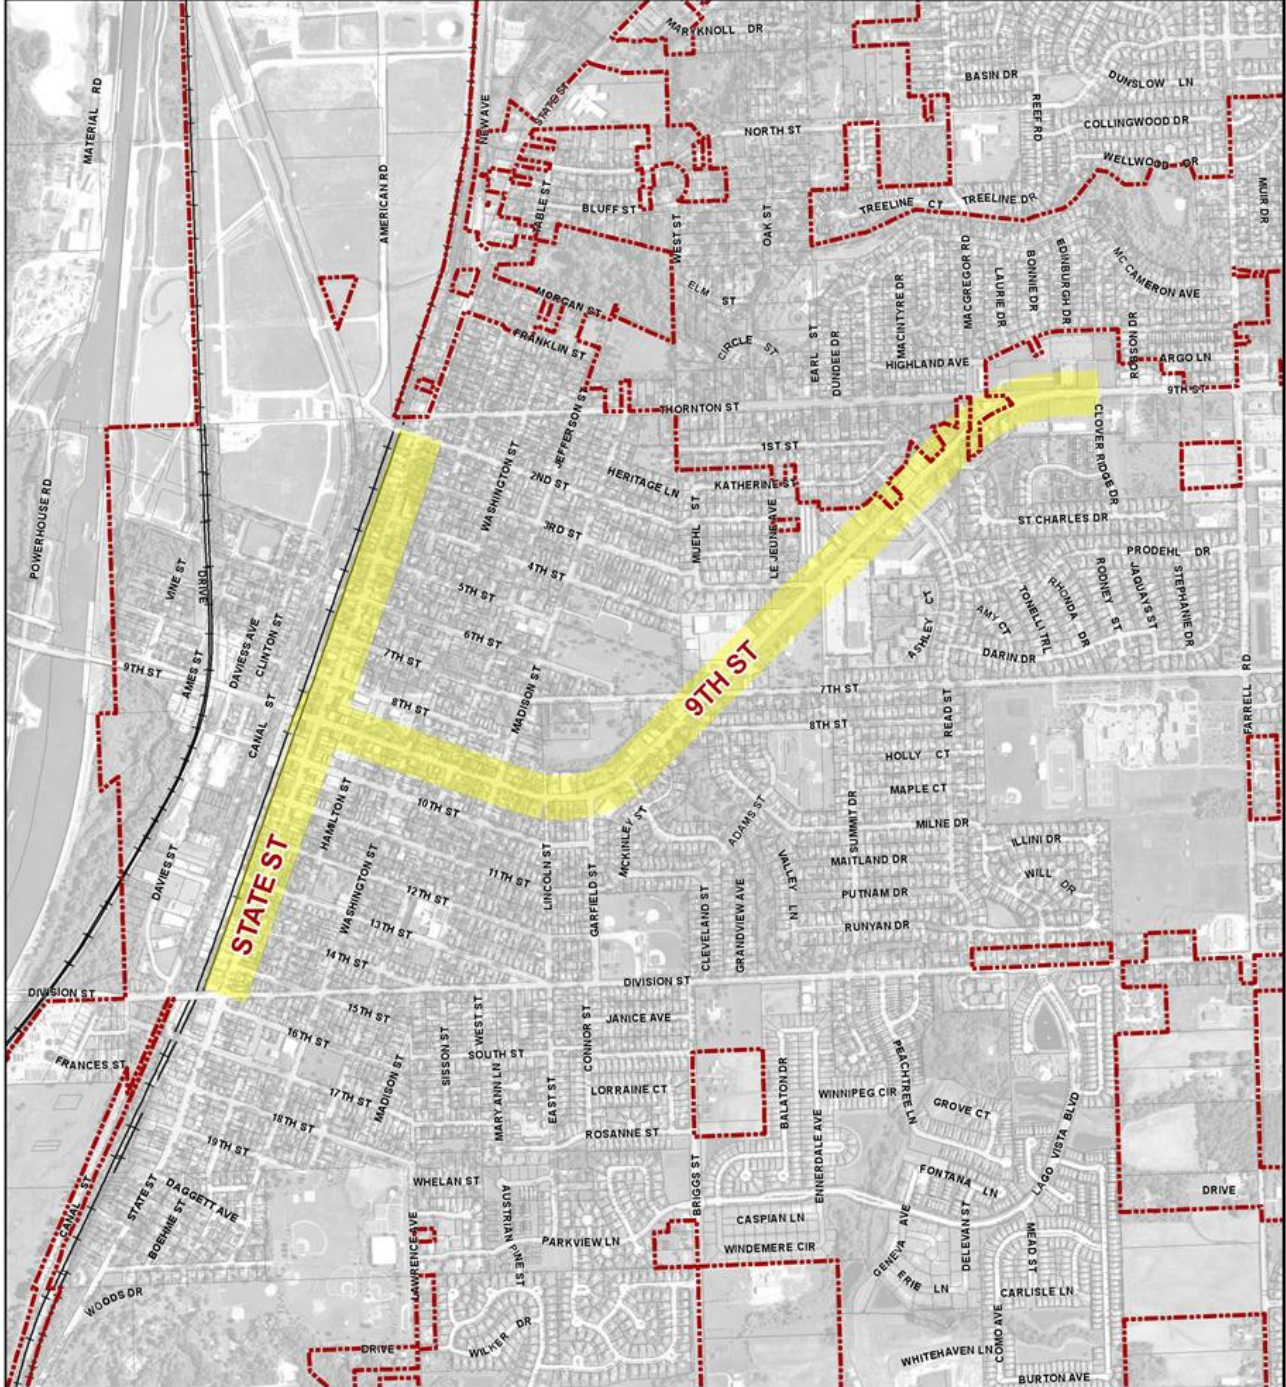 MARYKNOLL DR
MATERIAL RD
AMERICAN RD
NEW AVE
STATE ST
BASIN DR
DUNSLOW LN
REEF RD
COLLINGWOOD DR
NORTH ST
WELLWOOD DR
TREELINE CT
TREELINE DR
MUIR DR
TABLE ST
BLUFF ST
WEST ST
OAK ST
MACGREGOR RD
LAURIE DR
BONNIE DR
EDINBURGH DR
MC CAMERON AVE
ELM ST
MORGAN ST
MACINTYRE DR
FRANKLIN ST
CIRCLE ST
EARL ST
DUNDEE DR
HIGHLAND AVE
ROBSON DR
ARGO LN
9TH ST
THORNTON ST
JEFFERSON ST
1ST ST
CLOVER RIDGE DR
WASHINGTON ST
2ND ST
HERITAGE LN
KATHERINE ST
3RD ST
MUEHL ST
LE JEUNE AVE
ST CHARLES DR
POWERHOUSE RD
PRODEHL DR
VINE ST
DRIVE
4TH ST
5TH ST
RODNEY ST
JAQUAYS ST
STEPHANIE DR
RHONDA DR
TONELLI TRL
AMY CT
ASHLEY CT
DAVIESS AVE
CLINTON ST
6TH ST
DARIN DR
7TH ST
9TH ST
AMES ST
MADISON ST
9TH ST
7TH ST
FARRELL RD
8TH ST
8TH ST
READ ST
CANAL ST
HOLLY CT
MAPLE CT
HAMILTON ST
10TH ST
MCKINLEY ST
ADAMS ST
SUMMIT DR
MILNE DR
ILLINI DR
MAITLAND DR
DAVIES ST
STATE ST
WASHINGTON ST
11TH ST
LINCOLN ST
GARFIELD ST
VALLEY LN
WILL DR
12TH ST
PUTNAM DR
CLEVELAND ST
GRANDVIEW AVE
13TH ST
RUNYAN DR
14TH ST
DIVISION ST
DIVISION ST
15TH ST
JANICE AVE
16TH ST
WEST ST
SISSON ST
CONNOR ST
SOUTH ST
FRANCES ST
MADISON ST
MARY ANN LN
EAST ST
LORRAINE CT
BALATON DR
WINNIPEG CIR
PEACHTREE LN
GROVE CT
17TH ST
18TH ST
ROSANNE ST
LAGO VISTA BLVD
19TH ST
ENNERDALE AVE
BRIGGS ST
WHELAN ST
FONTANA LN
DRIVE
CANAL ST
STATE ST
DAGGETT AVE
BOEHME ST
AUSTRIAN PINE ST
LAWRENCE AVE
PARKVIEW LN
CASPIAN LN
WINDEMERE CIR
GENEVA AVE
DELEVAN ST
MEAD ST
ERIE LN
CARLISLE LN
WOODS DR
WILKER DR
DRIVE
COMO AVE
WHITEHAVEN LN
BURTON AVE